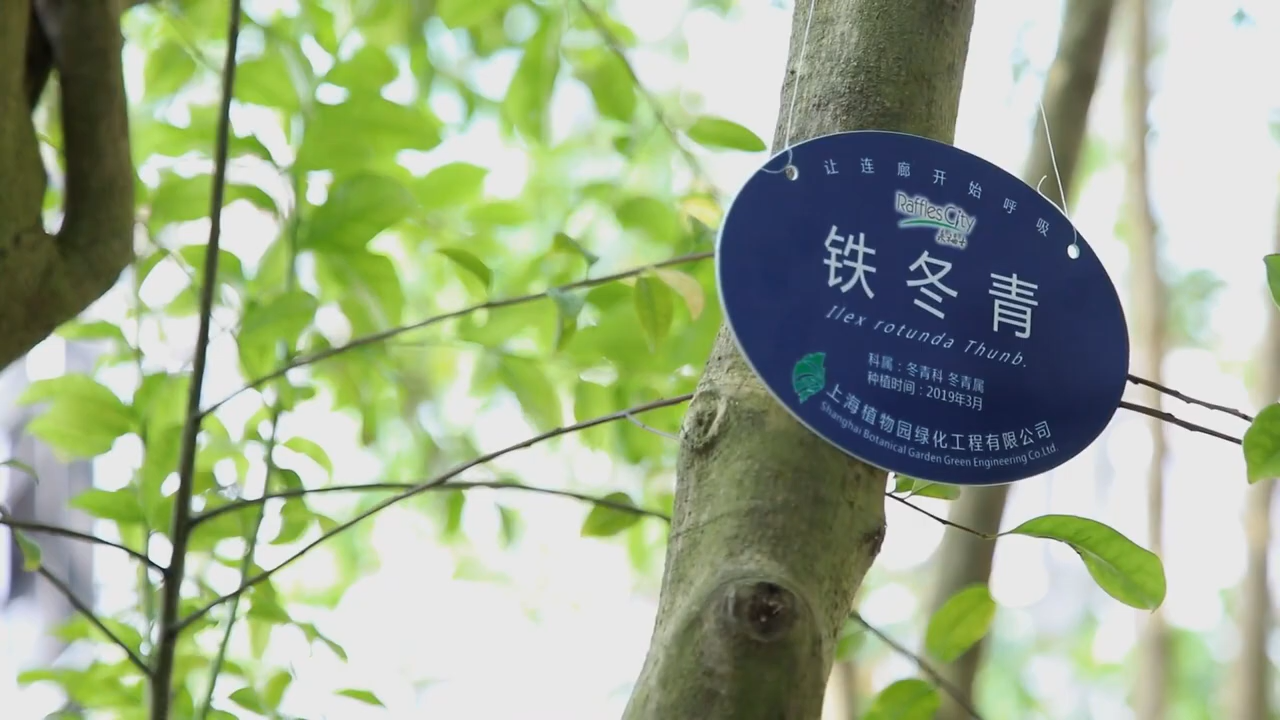 让连廊开始呼吸
Raffles City
铁冬青
Ilex rotunda Thunb.
科属：冬青科 冬青属
种植时间：2019年3月
上海植物园绿化工程有限公司
Shanghai Botanical Garden Green Engineering Co.Ltd.